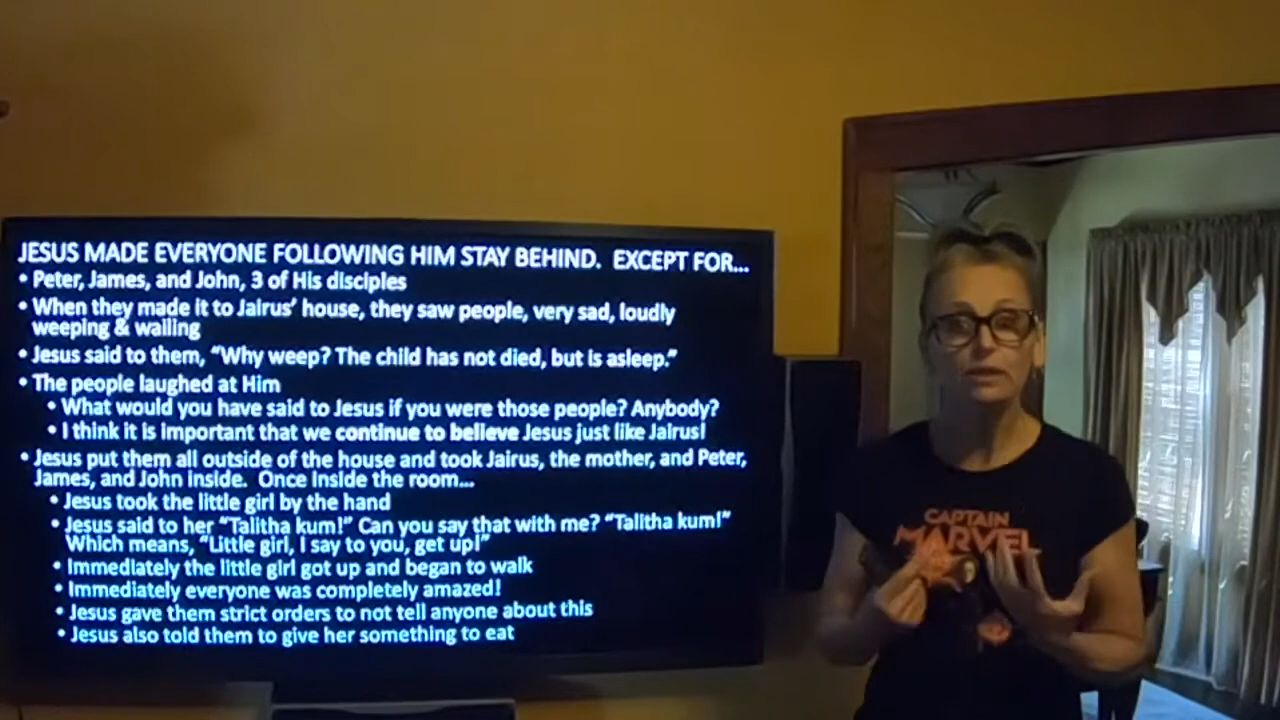 JESUS MADE EVERYONE FOLLOWING HIM STAY BEHIND.  EXCEPT FOR...
• Peter, James, and John, 3 of His disciples
• When they made it to Jairus’ house, they saw people, very sad, loudly
weeping & wailing
• Jesus said to them, “Why weep? The child has not died, but is asleep.”
• The people laughed at Him
• What would you have said to Jesus if you were those people? Anybody?
• I think it is important that we continue to believe Jesus just like Jairus!
• Jesus put them all outside of the house and took Jairus, the mother, and Peter,
James, and John inside.  Once inside the room...
• Jesus took the little girl by the hand
• Jesus said to her “Talitha kum!” Can you say that with me? “Talitha kum!”
Which means, “Little girl, I say to you, get up!”
• Immediately the little girl got up and began to walk
• Immediately everyone was completely amazed!
• Jesus gave them strict orders to not tell anyone about this
• Jesus also told them to give her something to eat
CAPTAIN
MARVEL